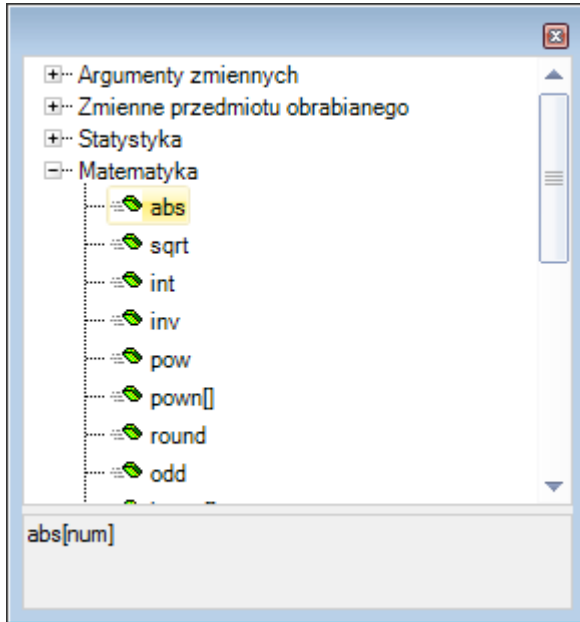 Argumenty zmiennych
Zmienne przedmiotu obrabianego
Statystyka
Matematyka
abs
sqrt
int
inv
pow
pown[]
round
odd
abs[num]